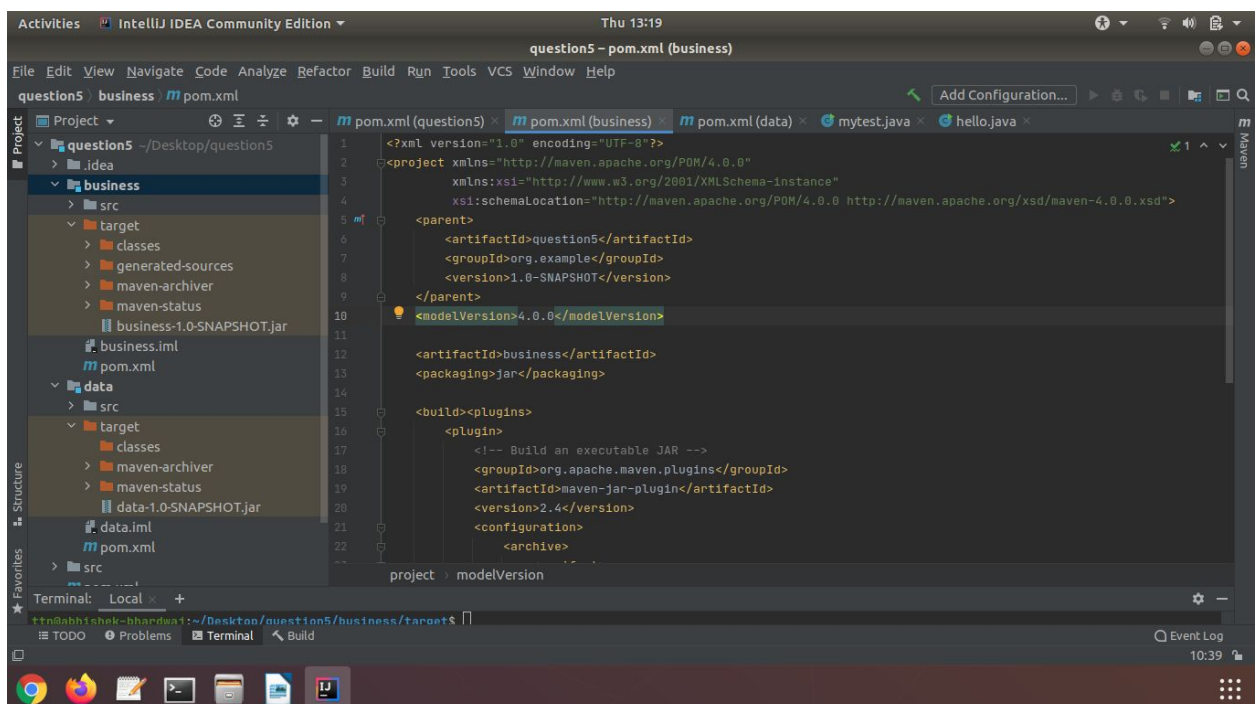 Activities IntelliJ IDEA Community Edition Thu 13:19
question5 – pom.xml (business)
File Edit View Navigate Code Analyze Refactor Build Run Tools VCS Window Help
question5 business m pom.xml Add Configuration...
Project
Project
m pom.xml (question5) m pom.xml (business) m pom.xml (data) mytest.java hello.java
m Maven
question5 ~/Desktop/question5
.idea
business
src
target
classes
generated-sources
maven-archiver
maven-status
business-1.0-SNAPSHOT.jar
business.iml
m pom.xml
data
src
target
classes
maven-archiver
maven-status
data-1.0-SNAPSHOT.jar
data.iml
m pom.xml
src
1 <?xml version="1.0" encoding="UTF-8"?>
2 <project xmlns="http://maven.apache.org/POM/4.0.0"
3 xmlns:xsi="http://www.w3.org/2001/XMLSchema-instance"
4 xsi:schemaLocation="http://maven.apache.org/POM/4.0.0 http://maven.apache.org/xsd/maven-4.0.0.xsd">
5 <parent>
6 <artifactId>question5</artifactId>
7 <groupId>org.example</groupId>
8 <version>1.0-SNAPSHOT</version>
9 </parent>
10 <modelVersion>4.0.0</modelVersion>
11
12 <artifactId>business</artifactId>
13 <packaging>jar</packaging>
14
15 <build><plugins>
16 <plugin>
17 <!-- Build an executable JAR -->
18 <groupId>org.apache.maven.plugins</groupId>
19 <artifactId>maven-jar-plugin</artifactId>
20 <version>2.4</version>
21 <configuration>
22 <archive>
1
project modelVersion
Structure
Favorites
Terminal: Local +
ttn@abhishek-bhardwaj:~/Desktop/question5/business/target$
TODO Problems Terminal Build Event Log
10:39